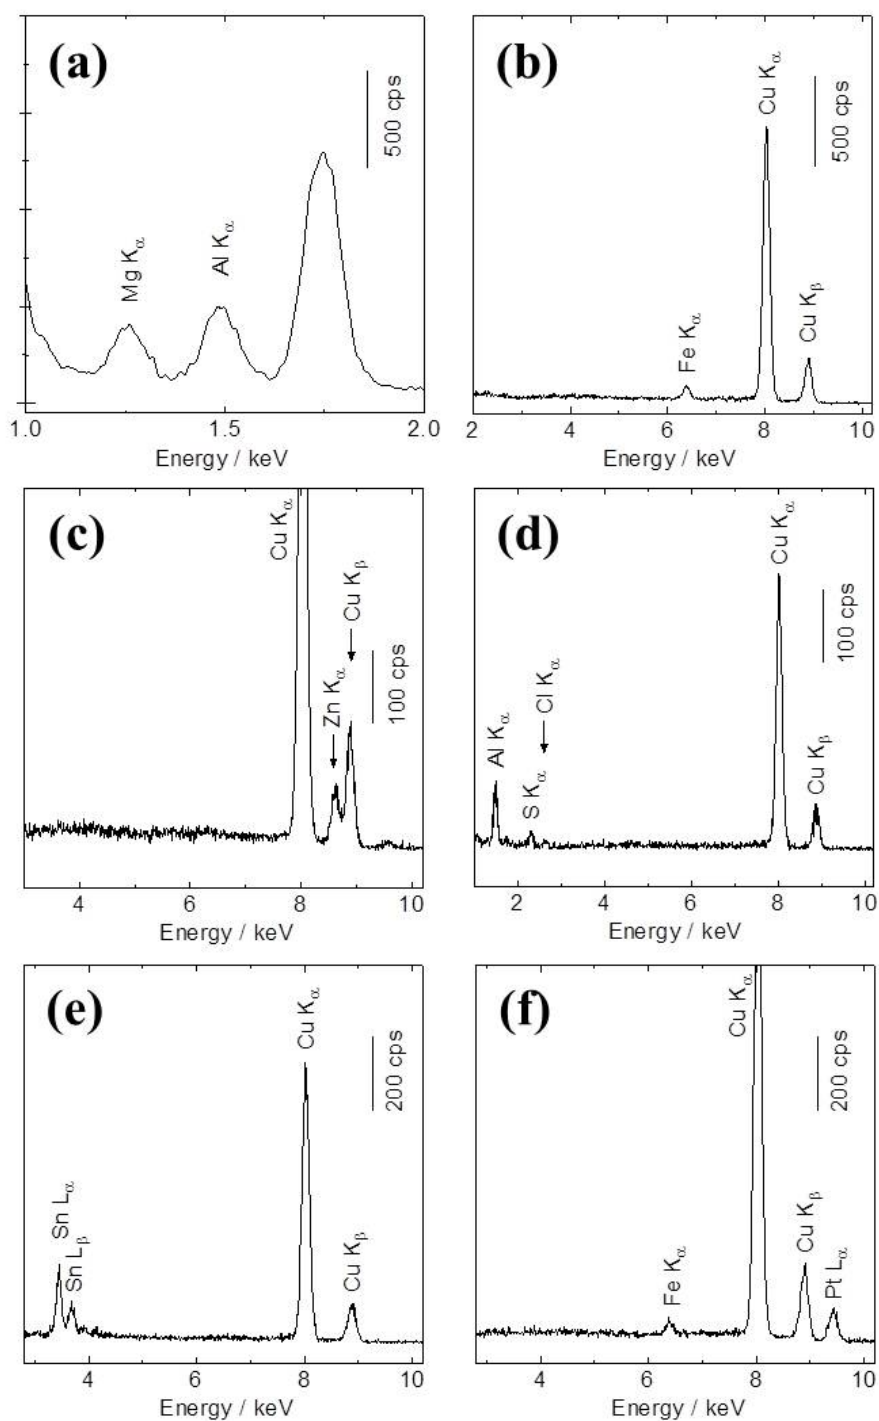 (a)
500 cps
Mg Kα
Al Kα
1.0 1.5 2.0
Energy / keV
(b)
Cu Kα
500 cps
Fe Kα
Cu Kβ
2 4 6 8 10
Energy / keV
(c)
Cu Kα
Cu Kβ
Zn Kα
100 cps
4 6 8 10
Energy / keV
(d)
Cu Kα
100 cps
Cl Kα
Al Kα
S Kα
Cu Kβ
2 4 6 8 10
Energy / keV
(e)
Cu Kα
200 cps
Sn Lα
Sn Lβ
Cu Kβ
4 6 8 10
Energy / keV
(f)
Cu Kα
200 cps
Fe Kα
Cu Kβ
Pt Lα
4 6 8 10
Energy / keV